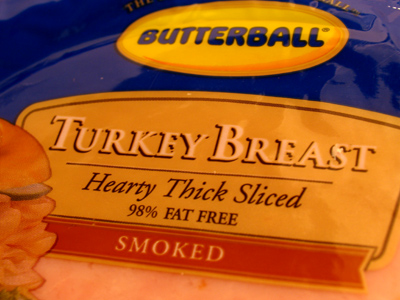 BUTTERBALL
TURKEY BREAST
Hearty Thick Sliced
98% FAT FREE
SMOKED